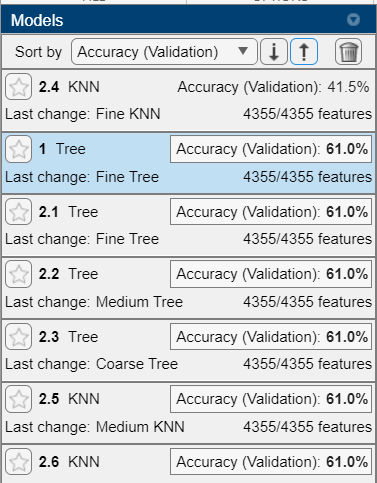 Models
Sort by Accuracy (Validation)
2.4 KNN Accuracy (Validation): 41.5%
Last change: Fine KNN 4355/4355 features
1 Tree Accuracy (Validation): 61.0%
Last change: Fine Tree 4355/4355 features
2.1 Tree Accuracy (Validation): 61.0%
Last change: Fine Tree 4355/4355 features
2.2 Tree Accuracy (Validation): 61.0%
Last change: Medium Tree 4355/4355 features
2.3 Tree Accuracy (Validation): 61.0%
Last change: Coarse Tree 4355/4355 features
2.5 KNN Accuracy (Validation): 61.0%
Last change: Medium KNN 4355/4355 features
2.6 KNN Accuracy (Validation): 61.0%